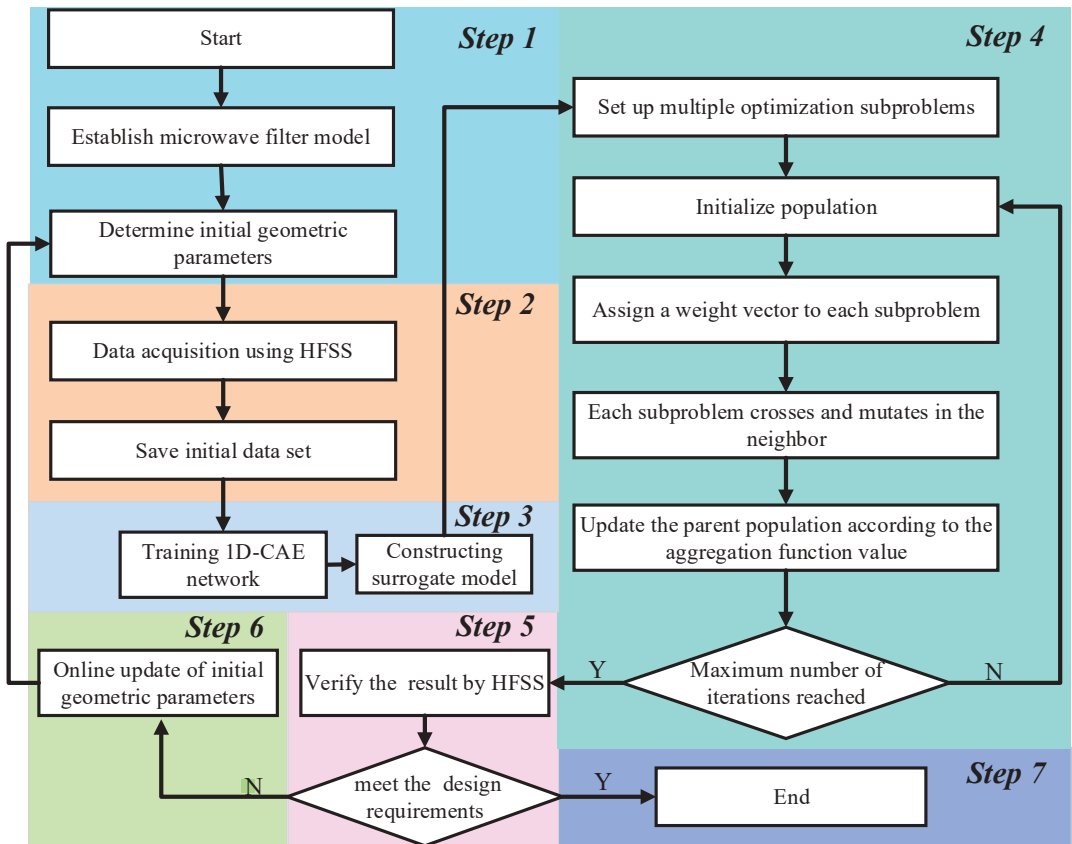 Step 1
Start
Establish microwave filter model
Determine initial geometric
parameters
Step 2
Data acquisition using HFSS
Save initial data set
Step 3
Training 1D-CAE
network
Constructing
surrogate model
Step 4
Set up multiple optimization subproblems
Initialize population
Assign a weight vector to each subproblem
Each subproblem crosses and mutates in the
neighbor
Update the parent population according to the
aggregation function value
Maximum number of
iterations reached
Y
N
Step 5
Verify the result by HFSS
meet the design
requirements
N
Y
Step 6
Online update of initial
geometric parameters
Step 7
End